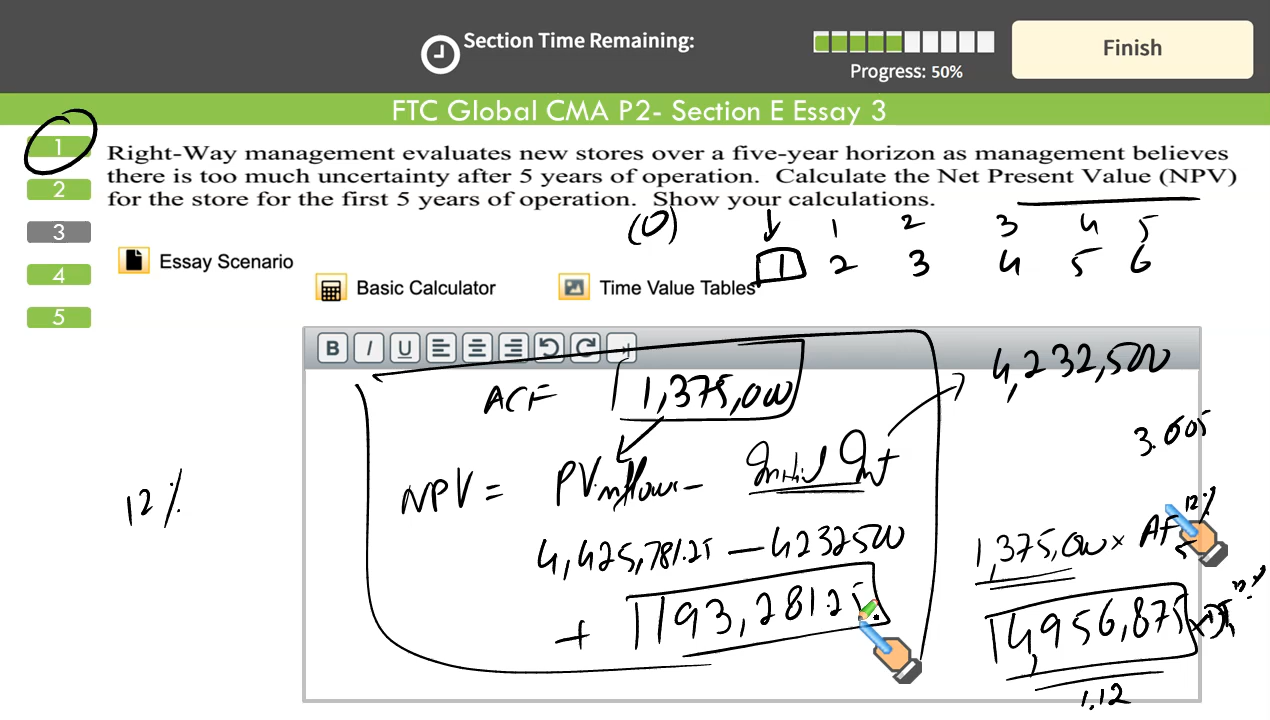 Section Time Remaining:
Progress: 50%
Finish
FTC Global CMA P2- Section E Essay 3
1
2
3
4
5
Right-Way management evaluates new stores over a five-year horizon as management believes
there is too much uncertainty after 5 years of operation. Calculate the Net Present Value (NPV)
for the store for the first 5 years of operation. Show your calculations.
(0) ↓ 1 2 3 4 5
1 2 3 4 5 6
Essay Scenario
Basic Calculator
Time Value Tables
B I U
ACF 1,375,000
4,232,500
NPV = PV inflows - Initial Int
3.605
12%
4,425,781.25 - 4232500
1,375,000 × AF 12% 5
+ 193,281.25
4,956,875
1.12